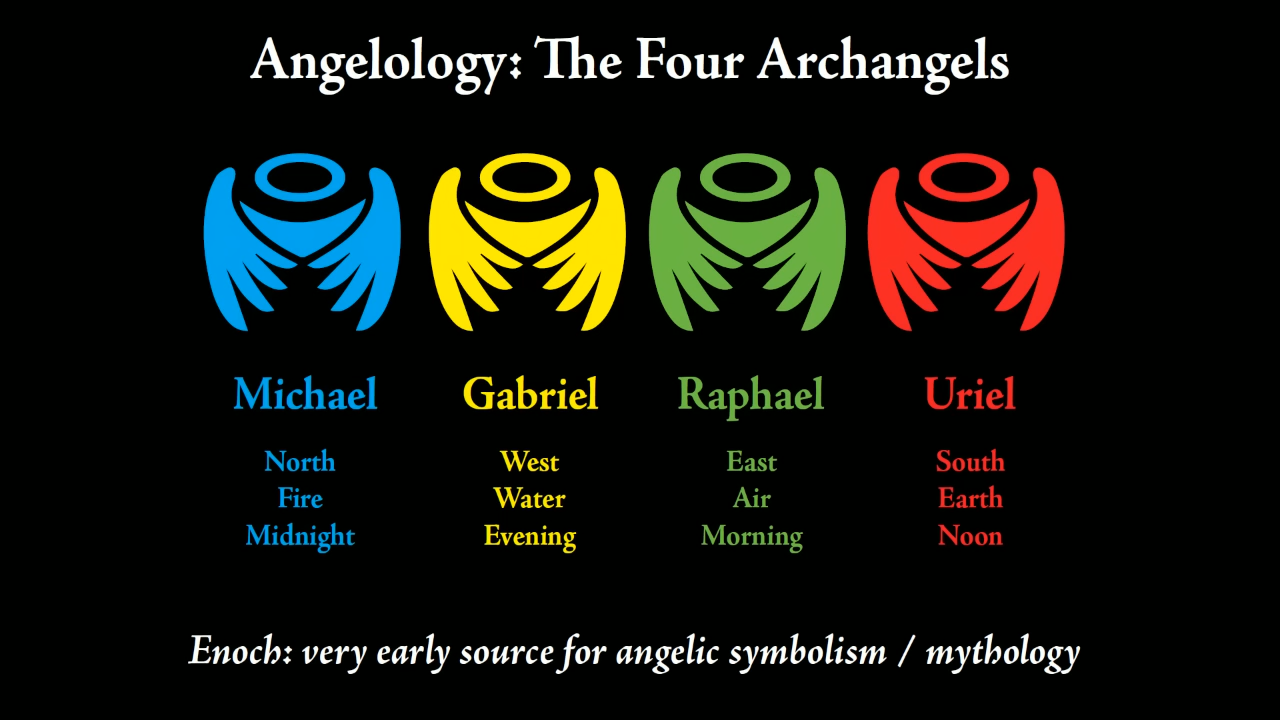 Angelology: The Four Archangels
Michael Gabriel Raphael Uriel
North West East South
Fire Water Air Earth
Midnight Evening Morning Noon
Enoch: very early source for angelic symbolism / mythology